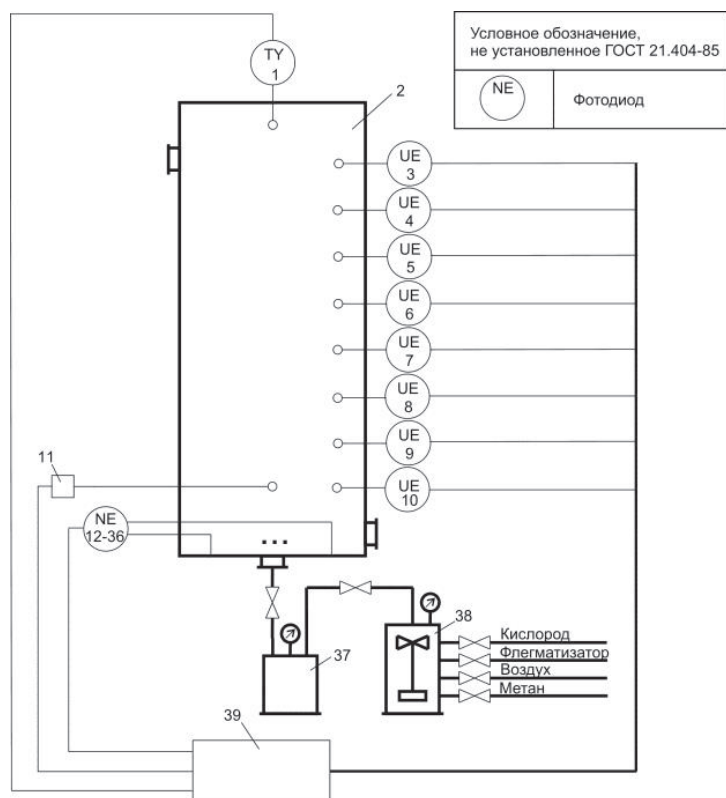 TY
1
2
Условное обозначение,
не установленное ГОСТ 21.404-85
NE
Фотодиод
UE
3
UE
4
UE
5
UE
6
UE
7
UE
8
UE
9
UE
10
11
NE
12-36
...
37
38
Кислород
Флегматизатор
Воздух
Метан
39